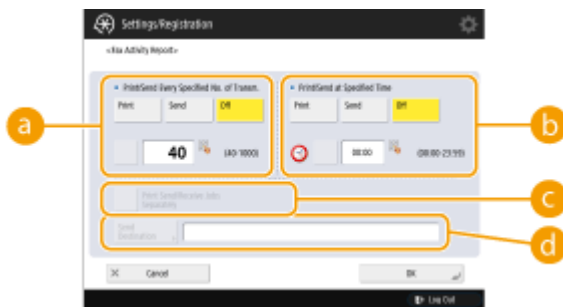 Settings/Registration
<Fax Activity Report>
Print/Send Every Specified No. of Transm.
Print/Send at Specified Time
Print
Send
Off
Print
Send
Off
a
b
40
(40-1000)
00:00
(00:00-23:59)
Print Send/Receive Jobs
Separately
c
Send
Destination
d
Cancel
OK
Log Out